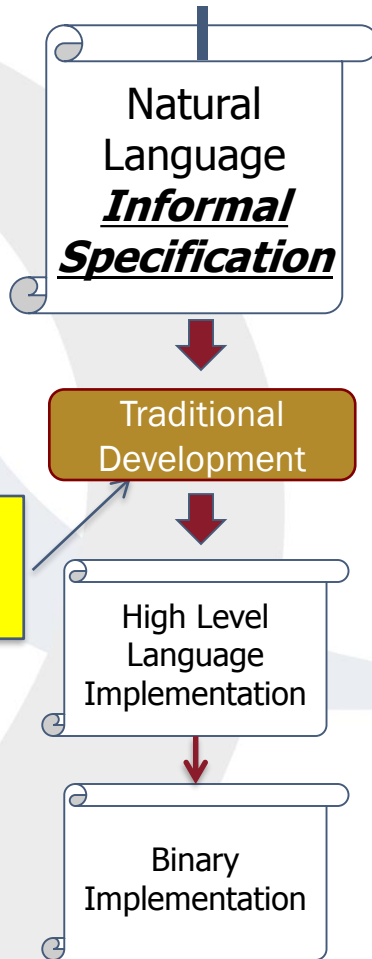 Natural
Language
Informal
Specification
Traditional
Development
High Level
Language
Implementation
Binary
Implementation